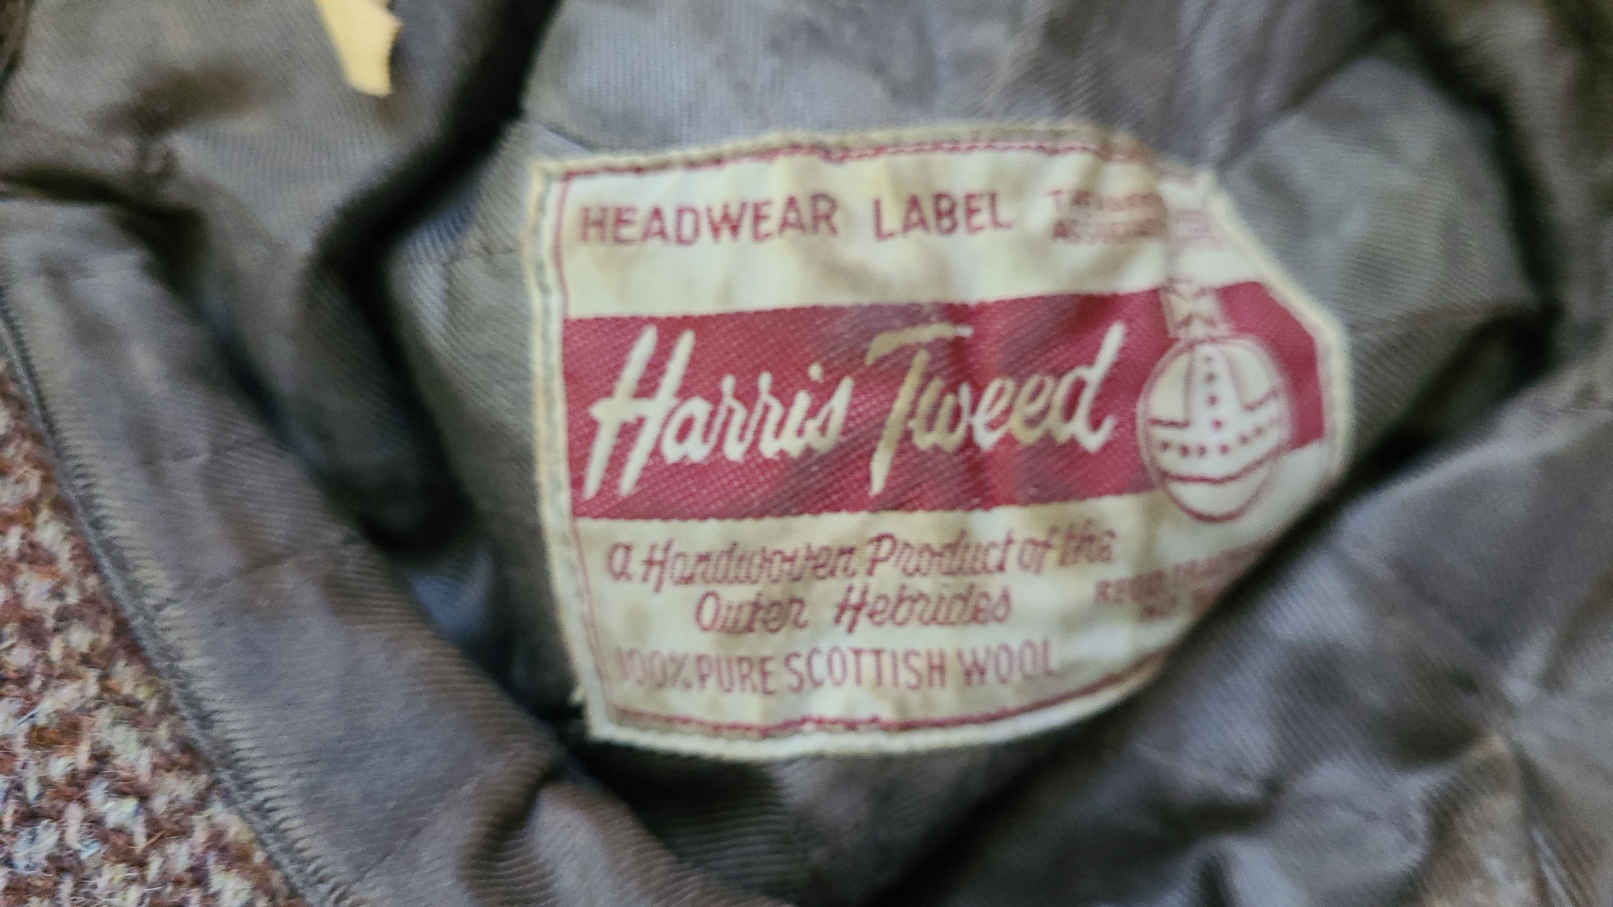 HEADWEAR LABEL
Harris Tweed
a Handwoven Product of the
Outer Hebrides
100% PURE SCOTTISH WOOL